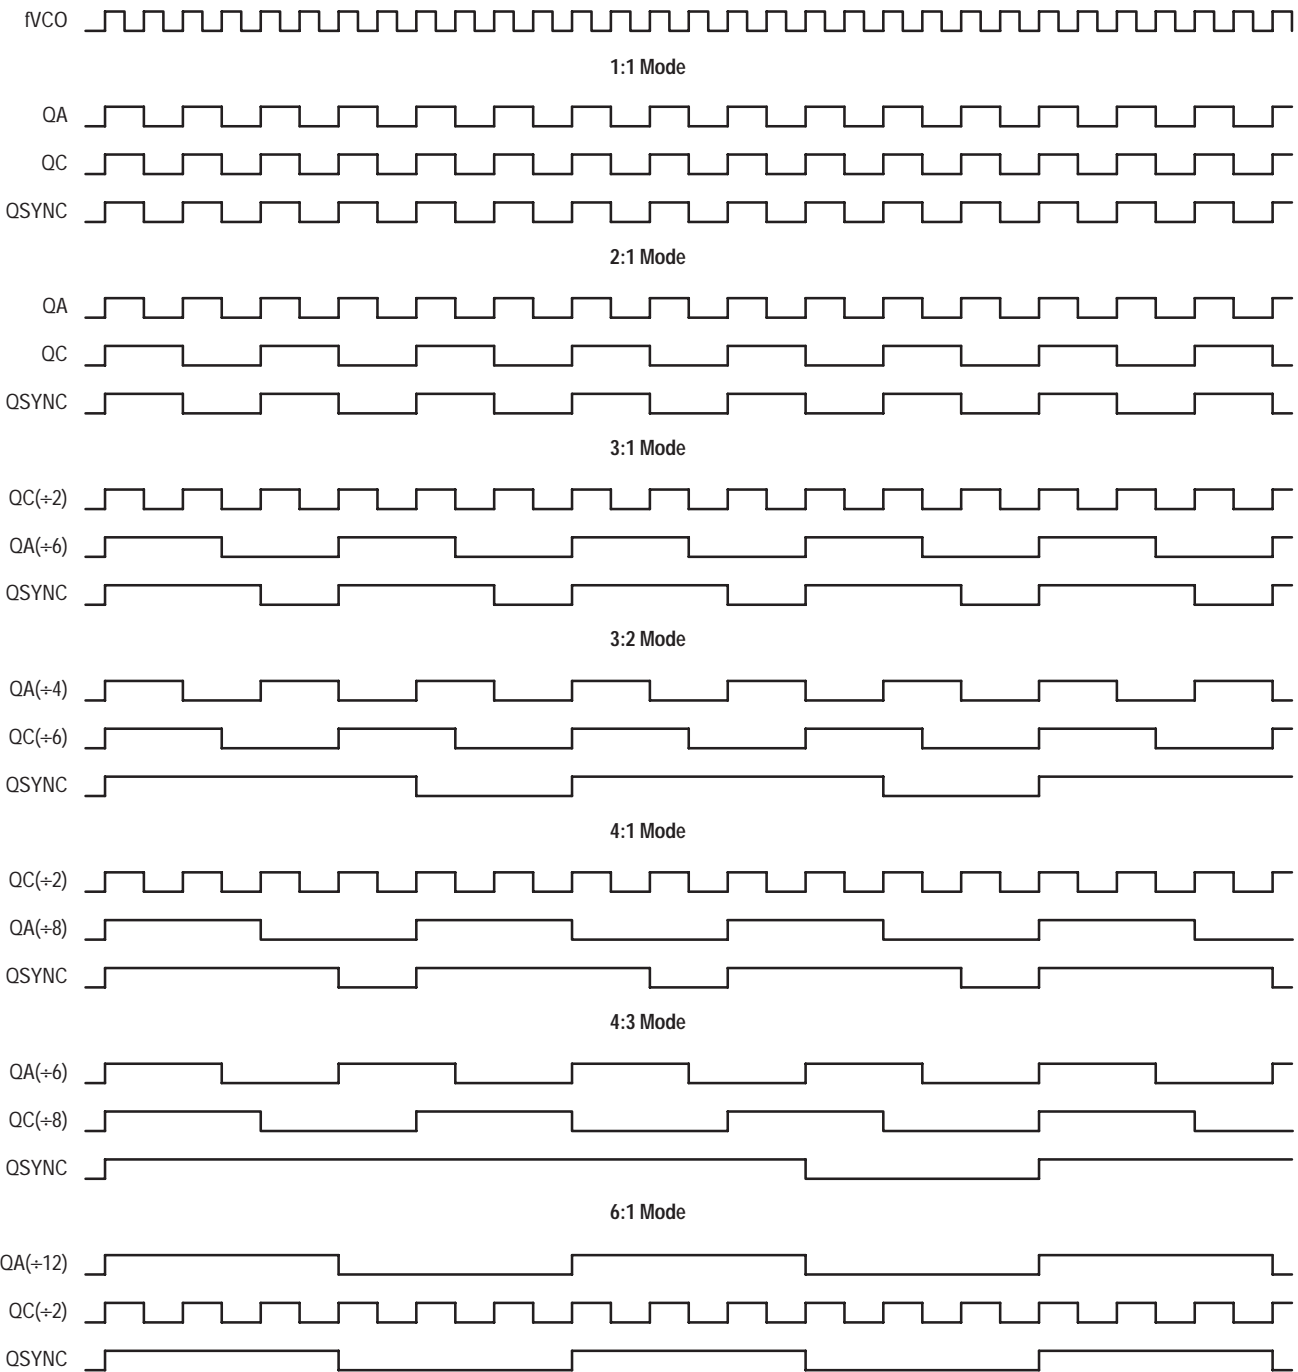 fVCO
1:1 Mode
QA
QC
QSYNC
2:1 Mode
QA
QC
QSYNC
3:1 Mode
QC(÷2)
QA(÷6)
QSYNC
3:2 Mode
QA(÷4)
QC(÷6)
QSYNC
4:1 Mode
QC(÷2)
QA(÷8)
QSYNC
4:3 Mode
QA(÷6)
QC(÷8)
QSYNC
6:1 Mode
QA(÷12)
QC(÷2)
QSYNC